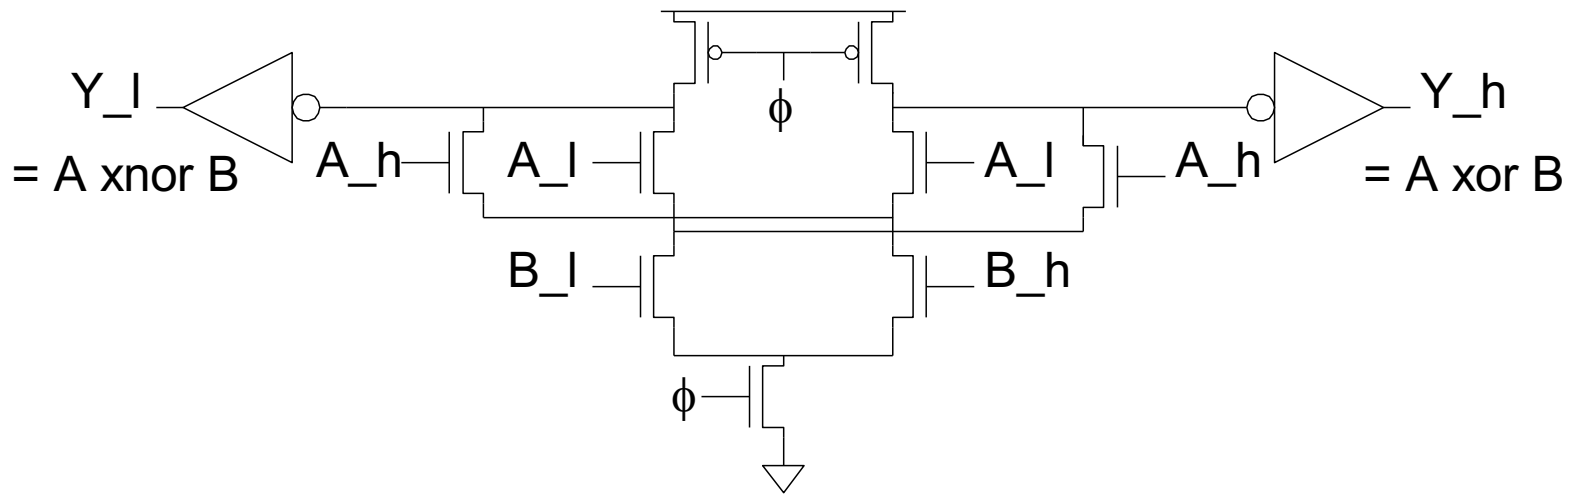 Y_l
= A xnor B
A_h
A_l
ϕ
A_l
A_h
Y_h
= A xor B
B_l
B_h
ϕ